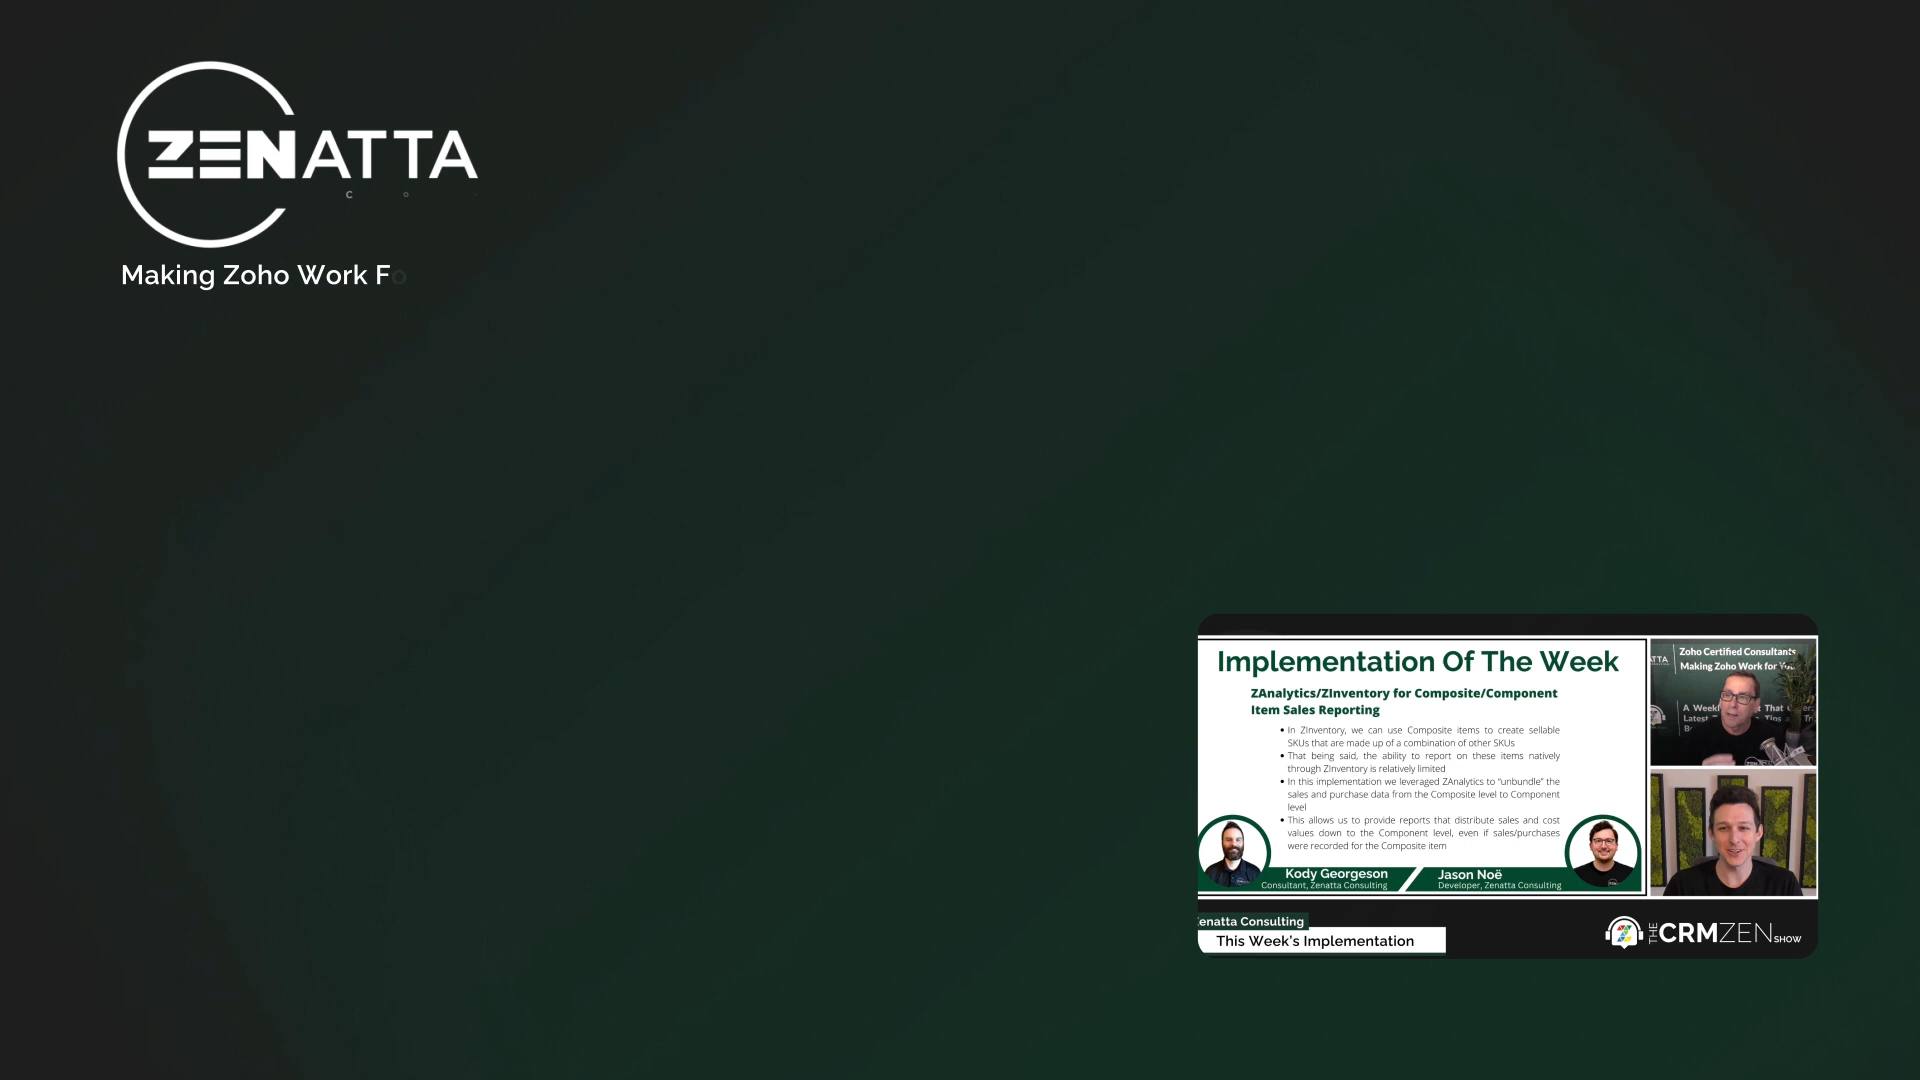 ZENATTA
C O
Making Zoho Work Fo
Implementation Of The Week
ZAnalytics/ZInventory for Composite/Component
Item Sales Reporting
• In ZInventory, we can use Composite items to create sellable
SKUs that are made up of a combination of other SKUs
• That being said, the ability to report on these items natively
through ZInventory is relatively limited
• In this implementation we leveraged ZAnalytics to “unbundle” the
sales and purchase data from the Composite level to Component
level
• This allows us to provide reports that distribute sales and cost
values down to the Component level, even if sales/purchases
were recorded for the Composite item
Kody Georgeson
Consultant, Zenatta Consulting
Jason Noë
Developer, Zenatta Consulting
Zoho Certified Consultants
Making Zoho Work for
A
That
Latest
enatta Consulting
This Week's Implementation
THE CRMZEN SHOW